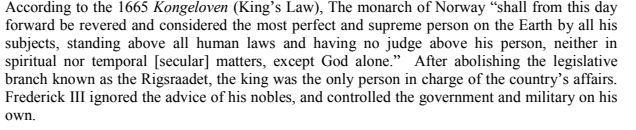 According to the 1665 Kongeloven (King's Law), The monarch of Norway "shall from this day
forward be revered and considered the most perfect and supreme person on the Earth by all his
subjects, standing above all human laws and having no judge above his person, neither in
spiritual nor temporal [secular] matters, except God alone."  After abolishing the legislative
branch known as the Rigsraadet, the king was the only person in charge of the country's affairs.
Frederick III ignored the advice of his nobles, and controlled the government and military on his
own.